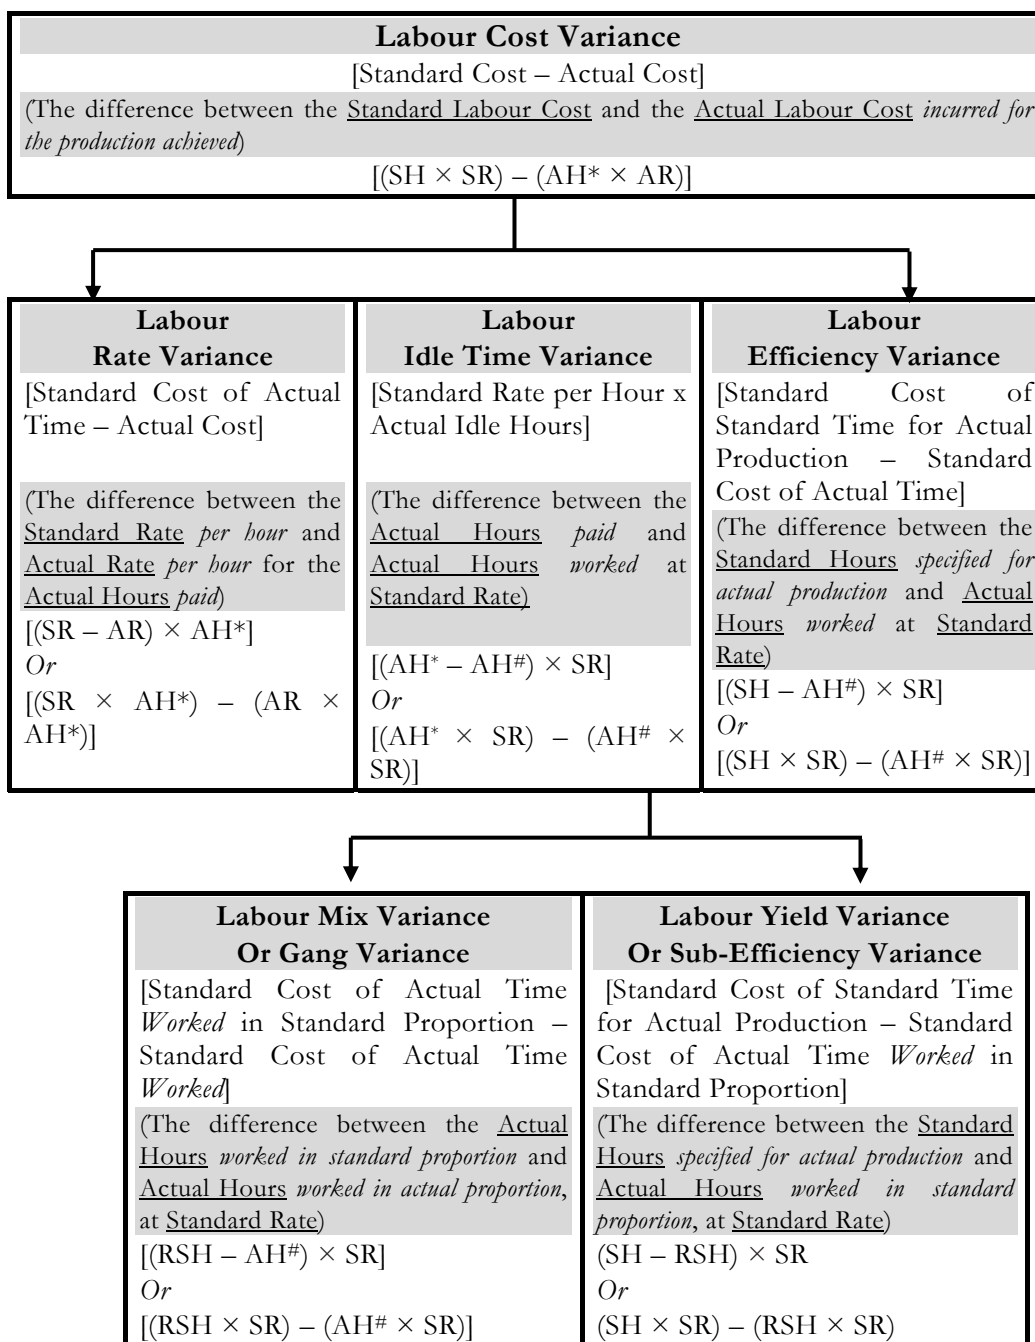 Labour Cost Variance
[Standard Cost – Actual Cost]
(The difference between the Standard Labour Cost and the Actual Labour Cost incurred for
the production achieved)
[(SH × SR) – (AH* × AR)]
Labour
Rate Variance
[Standard Cost of Actual
Time – Actual Cost]
(The difference between the
Standard Rate per hour and
Actual Rate per hour for the
Actual Hours paid)
[(SR – AR) × AH*]
Or
[(SR × AH*) – (AR ×
AH*)]
Labour
Idle Time Variance
[Standard Rate per Hour x
Actual Idle Hours]
(The difference between the
Actual Hours paid and
Actual Hours worked at
Standard Rate)
[(AH* – AH#) × SR]
Or
[(AH* × SR) – (AH# ×
SR)]
Labour
Efficiency Variance
[Standard Cost of
Standard Time for Actual
Production – Standard
Cost of Actual Time]
(The difference between the
Standard Hours specified for
actual production and Actual
Hours worked at Standard
Rate)
[(SH – AH#) × SR]
Or
[(SH × SR) – (AH# × SR)]
Labour Mix Variance
Or Gang Variance
[Standard Cost of Actual Time
Worked in Standard Proportion –
Standard Cost of Actual Time
Worked]
(The difference between the Actual
Hours worked in standard proportion and
Actual Hours worked in actual proportion,
at Standard Rate)
[(RSH – AH#) × SR]
Or
[(RSH × SR) – (AH# × SR)]
Labour Yield Variance
Or Sub-Efficiency Variance
[Standard Cost of Standard Time
for Actual Production – Standard
Cost of Actual Time Worked in
Standard Proportion]
(The difference between the Standard
Hours specified for actual production and
Actual Hours worked in standard
proportion, at Standard Rate)
(SH – RSH) × SR
Or
(SH × SR) – (RSH × SR)